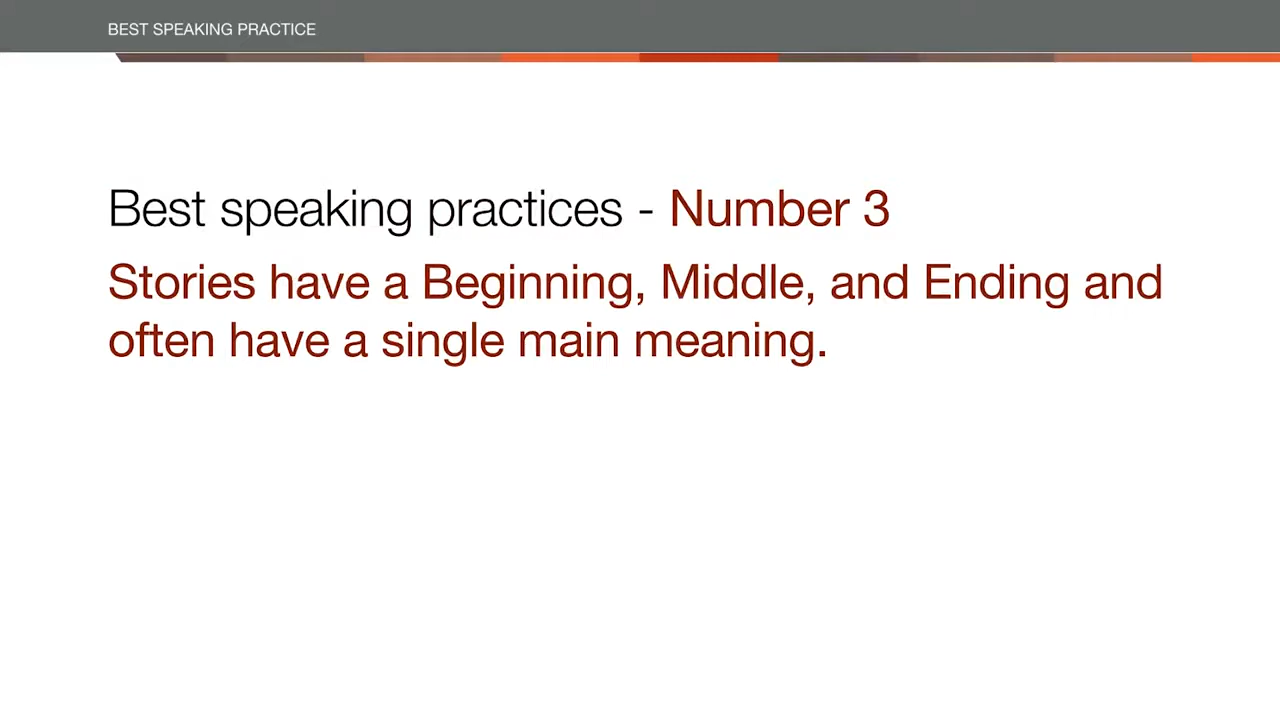 BEST SPEAKING PRACTICE
Best speaking practices - Number 3
Stories have a Beginning, Middle, and Ending and
often have a single main meaning.